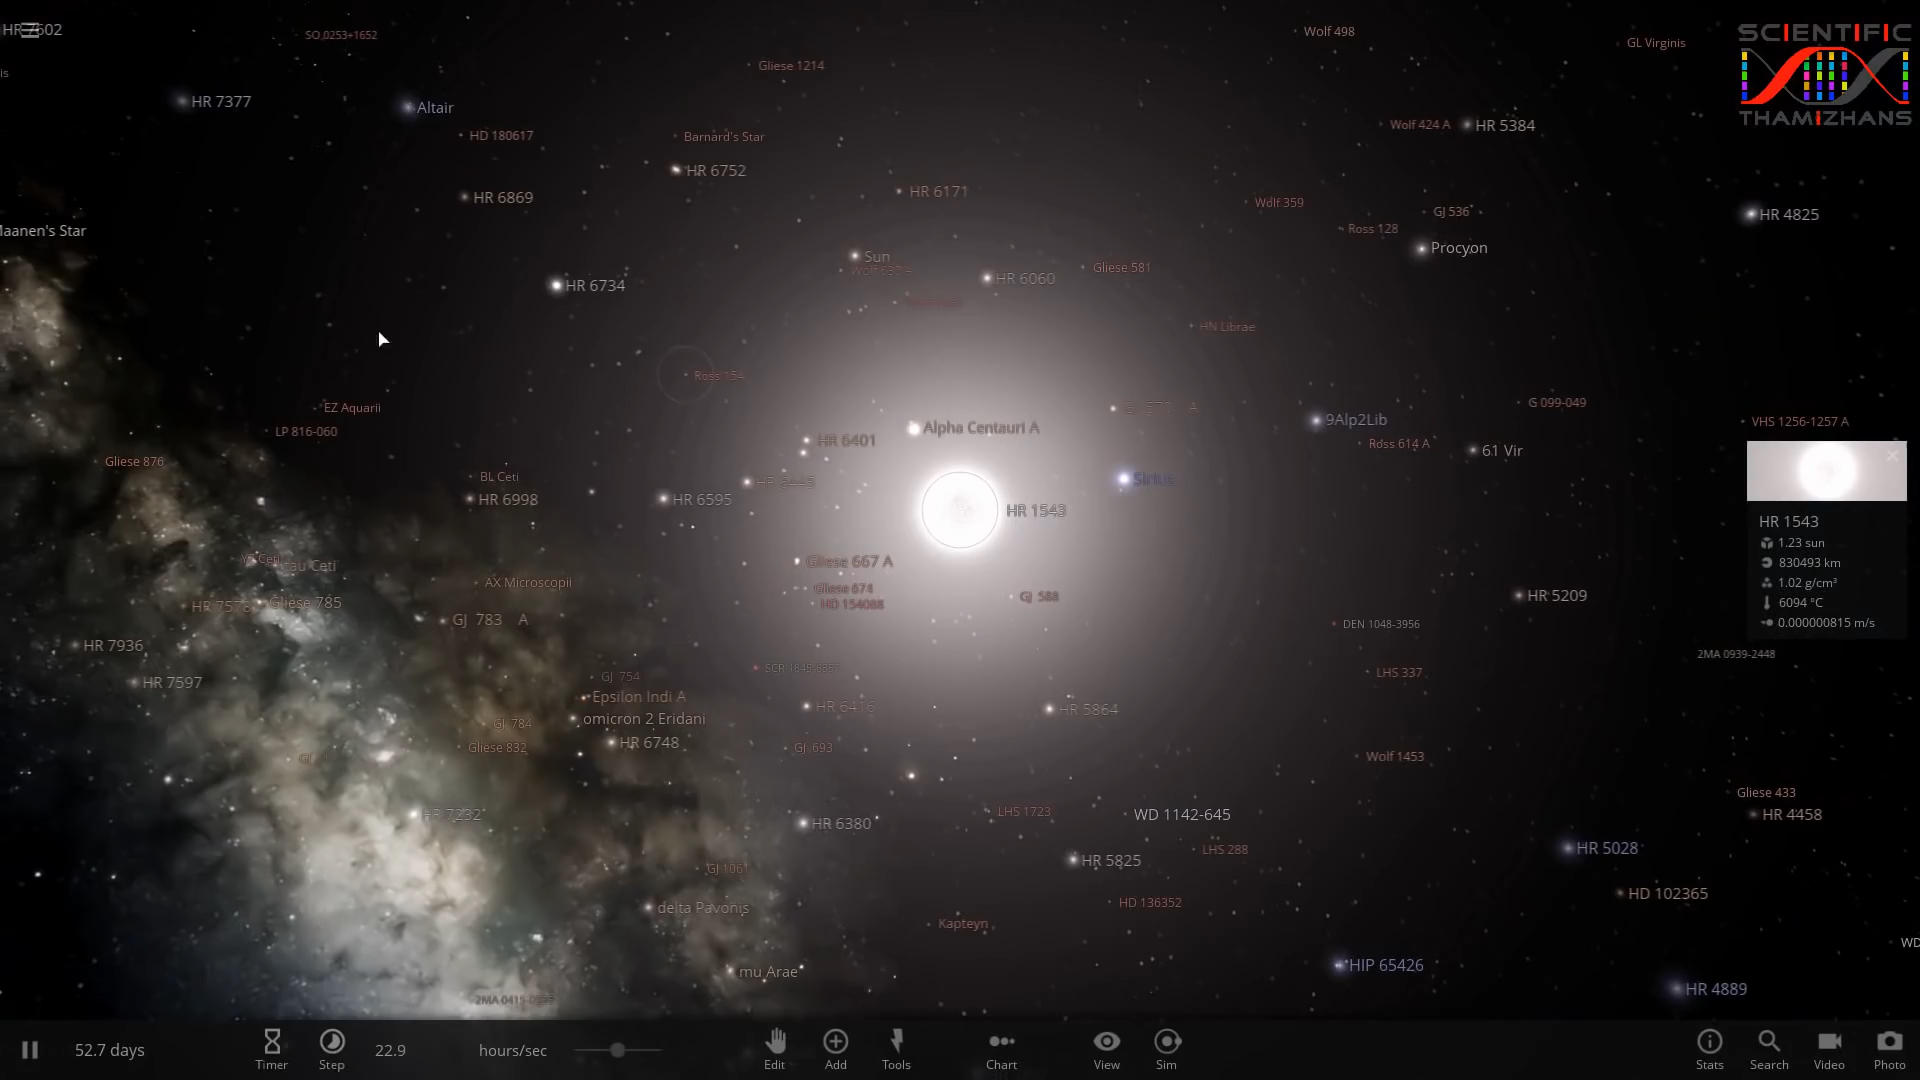 HR 7602
SO 0253+1652
Wolf 498
GL Virginis
SCIENTIFIC
THAMIZHANS
is
Gliese 1214
HR 7377
Altair
HD 180617
Barnard's Star
Wolf 424 A
HR 5384
HR 6752
HR 6869
HR 6171
Wolf 359
GJ 536
HR 4825
Maanen's Star
Ross 128
Procyon
Sun
HR 6060
Gliese 581
HR 6734
HN Librae
Ross 154
EZ Aquarii
G 099-049
LP 816-060
Alpha Centauri A
9Alp2Lib
VHS 1256-1257 A
HR 6401
Ross 614 A
61 Vir
Gliese 876
BL Ceti
Sirius
HR 6998
HR 6595
HR 1543
HR 1543
1.23 sun
830493 km
1.02 g/cm³
6094 °C
0.000000815 m/s
Gliese 667 A
tau Ceti
AX Microscopii
Gliese 674
HD 154088
GJ 588
HR 5209
Gliese 785
GJ 783 A
DEN 1048-3956
HR 7936
2MA 0939-2448
HR 7597
GJ 754
LHS 337
Epsilon Indi A
HR 6416
HR 5864
omicron 2 Eridani
GJ 784
HR 6748
Gliese 832
GJ 693
Wolf 1453
Gliese 433
HR 7232
LHS 1723
WD 1142-645
HR 4458
HR 6380
HR 5825
LHS 288
HR 5028
GJ 1061
HD 102365
delta Pavonis
HD 136352
Kapteyn
WD
mu Arae
HIP 65426
HR 4889
52.7 days
Timer
Step
22.9
hours/sec
Edit
Add
Tools
Chart
View
Sim
Stats
Search
Video
Photo